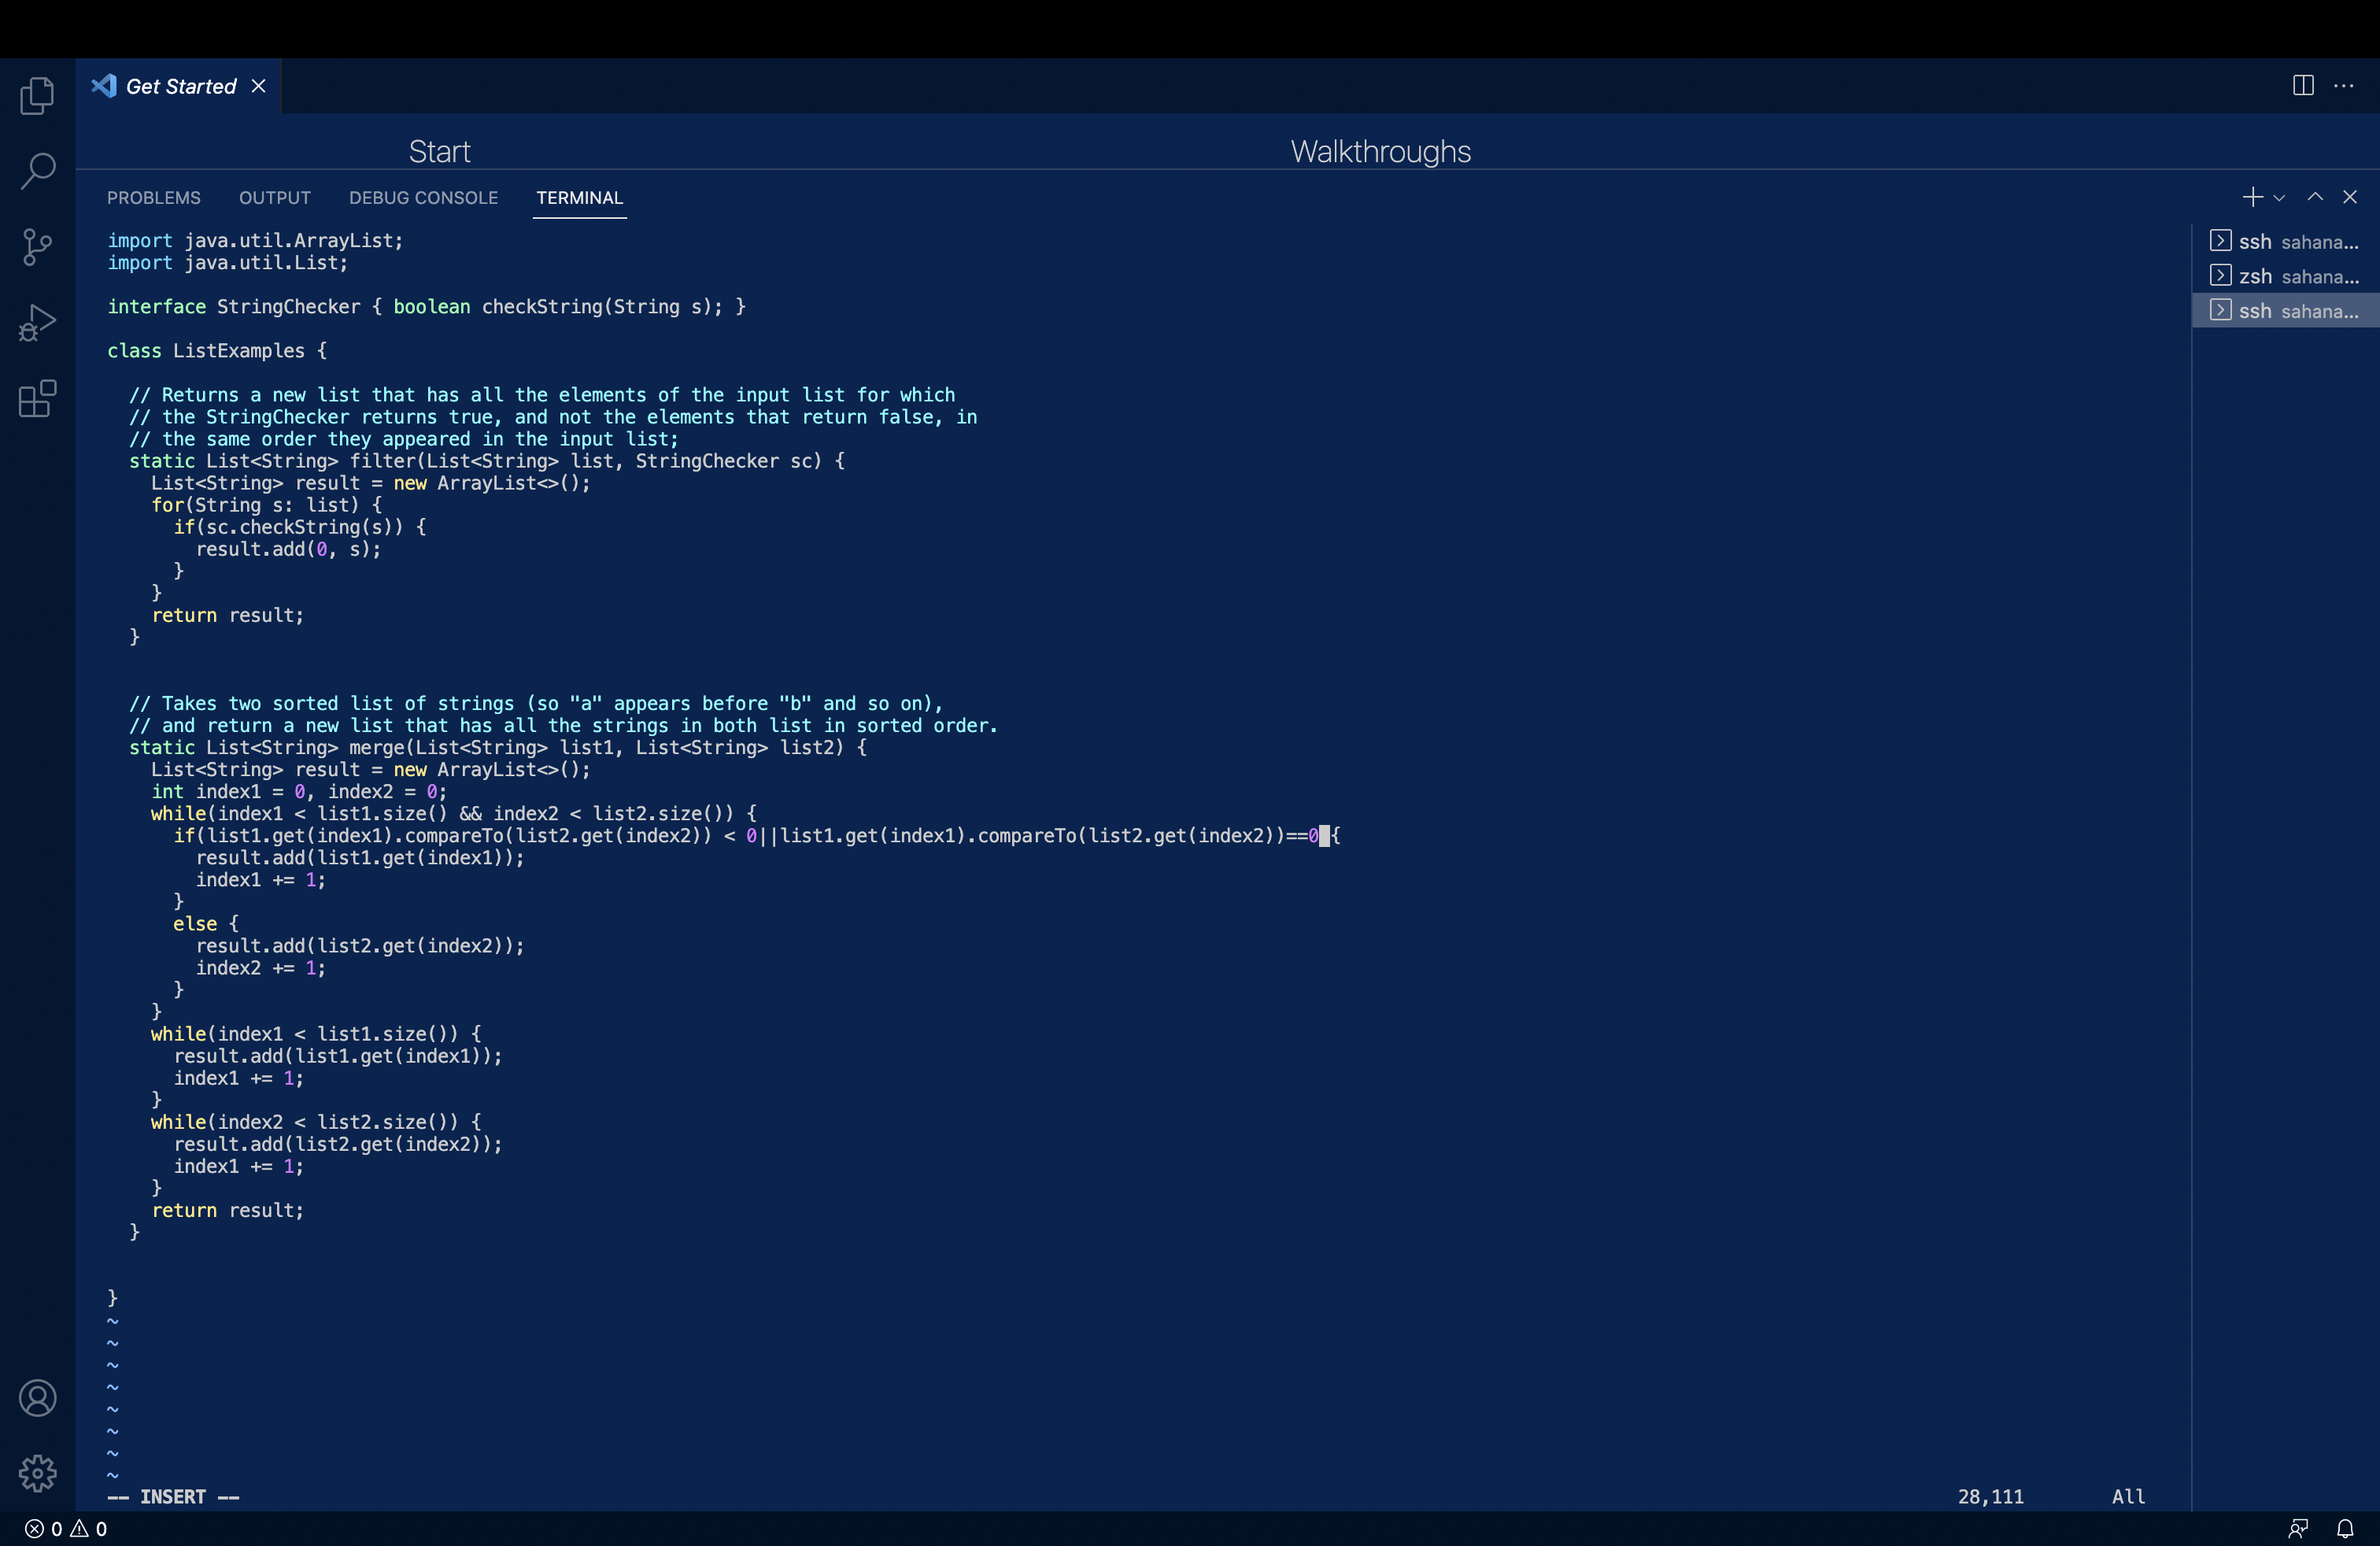 Get Started
Start
Walkthroughs
PROBLEMS OUTPUT DEBUG CONSOLE TERMINAL
import java.util.ArrayList;
import java.util.List;
interface StringChecker { boolean checkString(String s); }
class ListExamples {
// Returns a new list that has all the elements of the input list for which
// the StringChecker returns true, and not the elements that return false, in
// the same order they appeared in the input list;
static List<String> filter(List<String> list, StringChecker sc) {
List<String> result = new ArrayList<>();
for(String s: list) {
if(sc.checkString(s)) {
result.add(0, s);
}
}
return result;
}
// Takes two sorted list of strings (so "a" appears before "b" and so on),
// and return a new list that has all the strings in both list in sorted order.
static List<String> merge(List<String> list1, List<String> list2) {
List<String> result = new ArrayList<>();
int index1 = 0, index2 = 0;
while(index1 < list1.size() && index2 < list2.size()) {
if(list1.get(index1).compareTo(list2.get(index2)) < 0||list1.get(index1).compareTo(list2.get(index2))==0 {
result.add(list1.get(index1));
index1 += 1;
}
else {
result.add(list2.get(index2));
index2 += 1;
}
}
while(index1 < list1.size()) {
result.add(list1.get(index1));
index1 += 1;
}
while(index2 < list2.size()) {
result.add(list2.get(index2));
index1 += 1;
}
return result;
}
}
~
~
~
~
~
~
~
~
-- INSERT -- 28,111 All
ssh sahana...
zsh sahana...
ssh sahana...
0 0